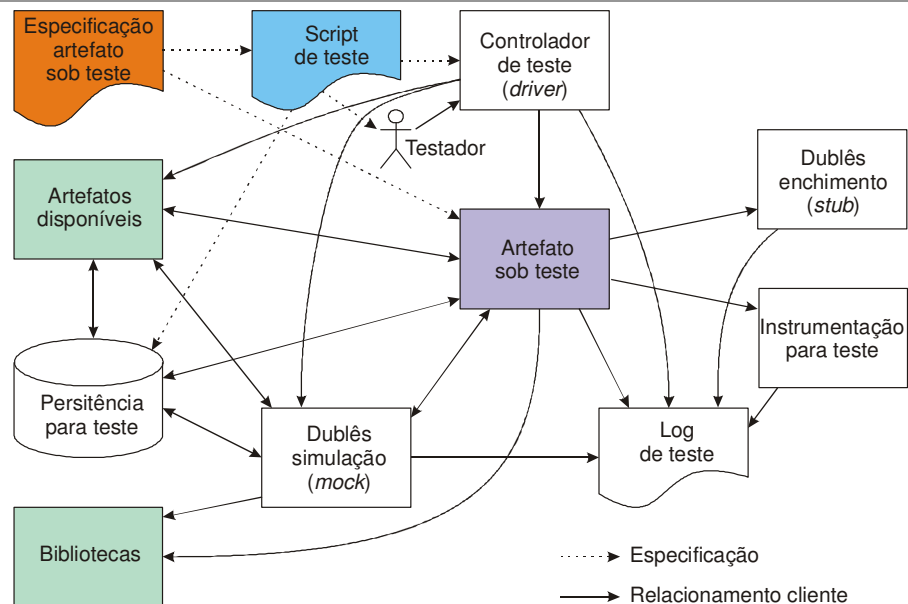 Especificação
artefato
sob teste
Script
de teste
Controlador
de teste
(driver)
Testador
Artefatos
disponíveis
Dublês
enchimento
(stub)
Artefato
sob teste
Instrumentação
para teste
Persitência
para teste
Dublês
simulação
(mock)
Log
de teste
Bibliotecas
Especificação
Relacionamento cliente